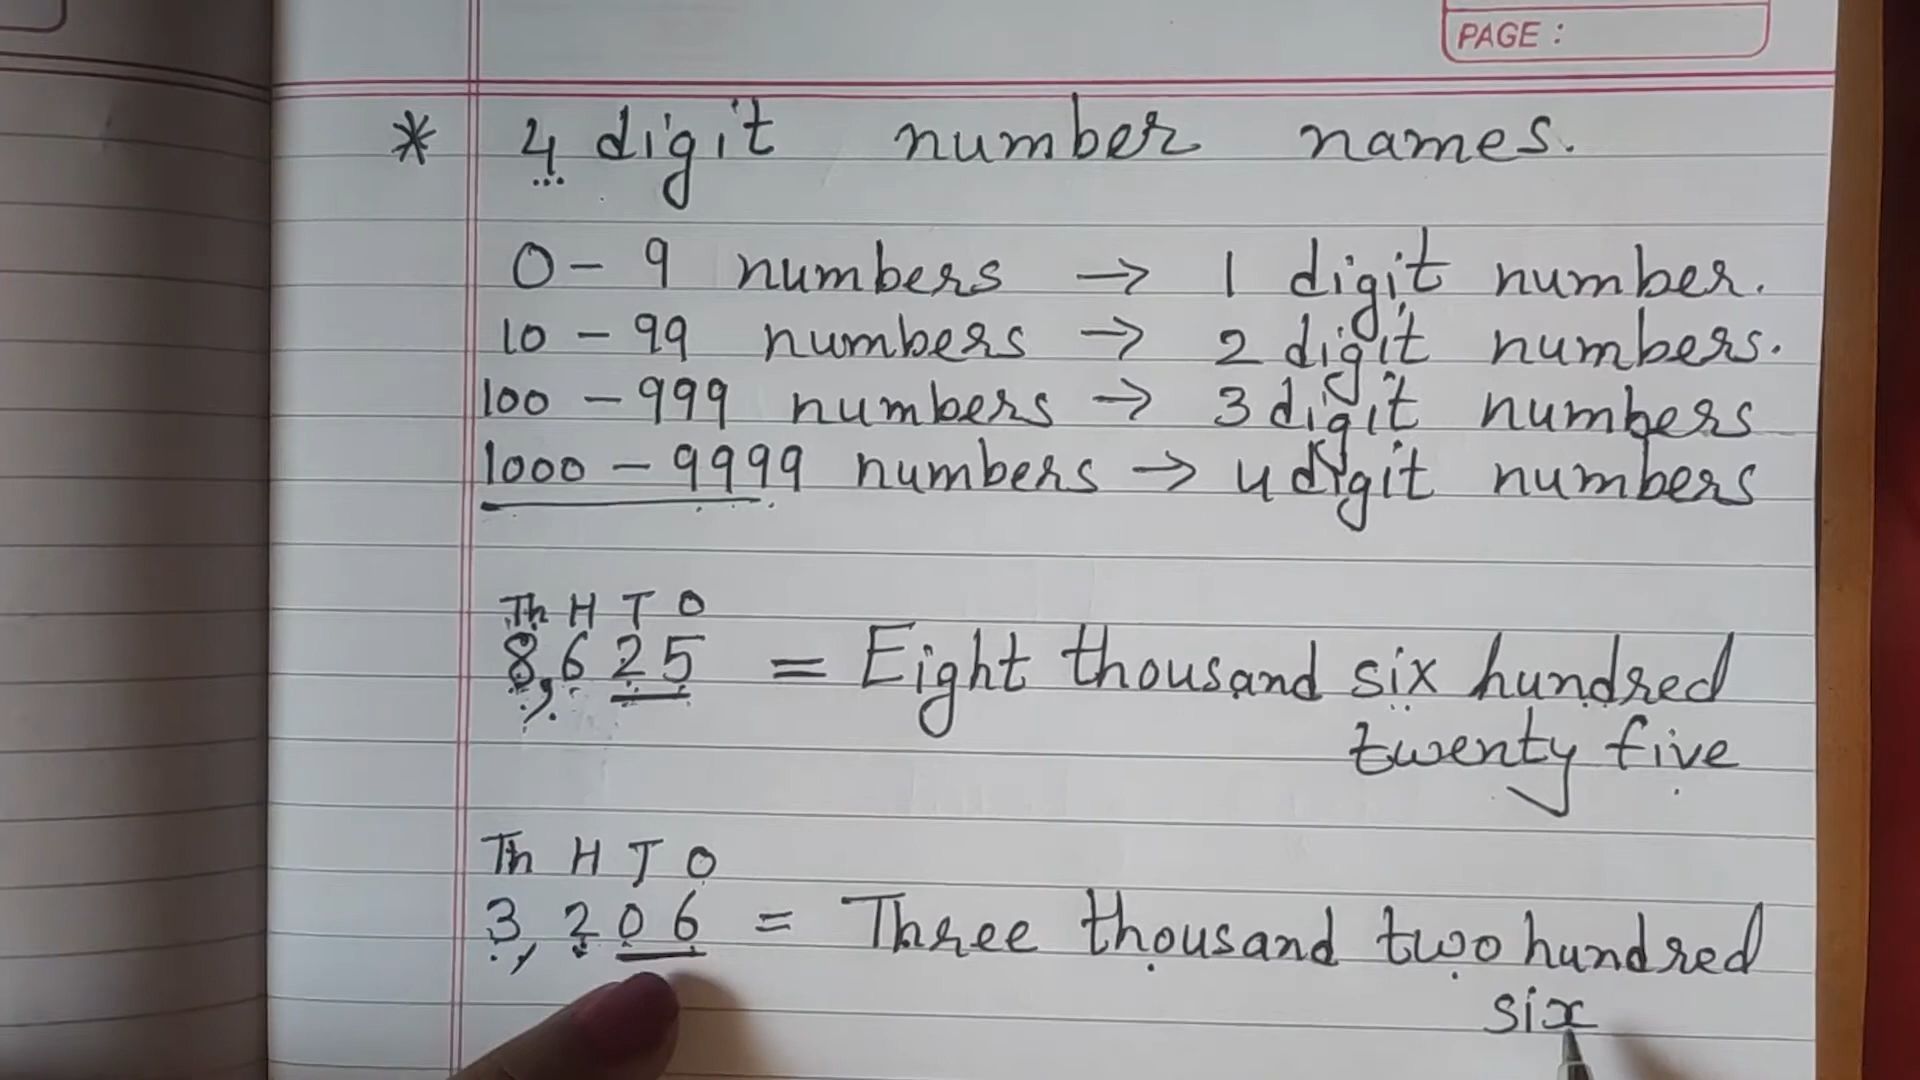 PAGE :
* 4 digit number names.
0 - 9 numbers → 1 digit number.
10 - 99 numbers → 2 digit numbers.
100 - 999 numbers → 3 digit numbers
1000 - 9999 numbers → 4 digit numbers
Th H T O
8,625 = Eight thousand six hundred
twenty five
Th H T O
3,206 = Three thousand two hundred
six